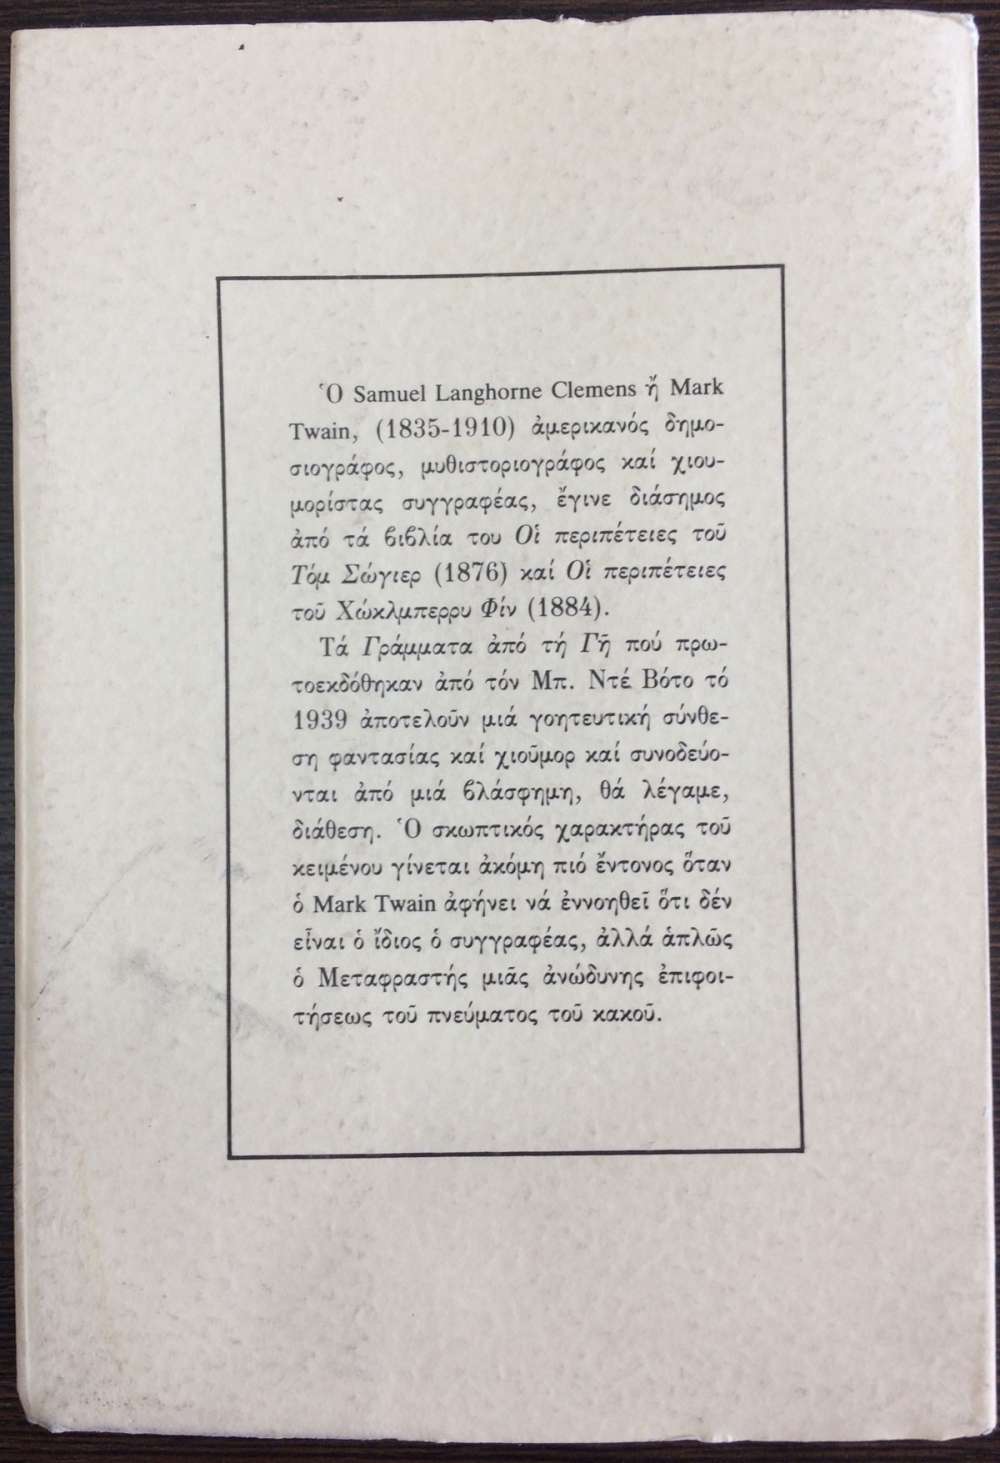 Ὁ Samuel Langhorne Clemens ἤ Mark
Twain, (1835-1910) ἀμερικανός δημο-
σιογράφος, μυθιστοριογράφος καί χιου-
μορίστας συγγραφέας, ἔγινε διάσημος
ἀπό τά βιβλία του Οἱ περιπέτειες τοῦ
Τόμ Σώγιερ (1876) καί Οἱ περιπέτειες
τοῦ Χώκλμπερρυ Φίν (1884).
Τά Γράμματα ἀπό τή Γῆ πού πρω-
τοεκδόθηκαν ἀπό τόν Μπ. Ντέ Βότο τό
1939 ἀποτελοῦν μιά γοητευτική σύνθε-
ση φαντασίας καί χιοῦμορ καί συνοδεύο-
νται ἀπό μιά βλάσφημη, θά λέγαμε,
διάθεση. Ὁ σκωπτικός χαρακτήρας τοῦ
κειμένου γίνεται ἀκόμη πιό ἔντονος ὅταν
ὁ Mark Twain ἀφήνει νά ἐννοηθεῖ ὅτι δέν
εἶναι ὁ ἴδιος ὁ συγγραφέας, ἀλλά ἁπλῶς
ὁ Μεταφραστής μιᾶς ἀνώδυνης ἐπιφοι-
τήσεως τοῦ πνεύματος τοῦ κακοῦ.